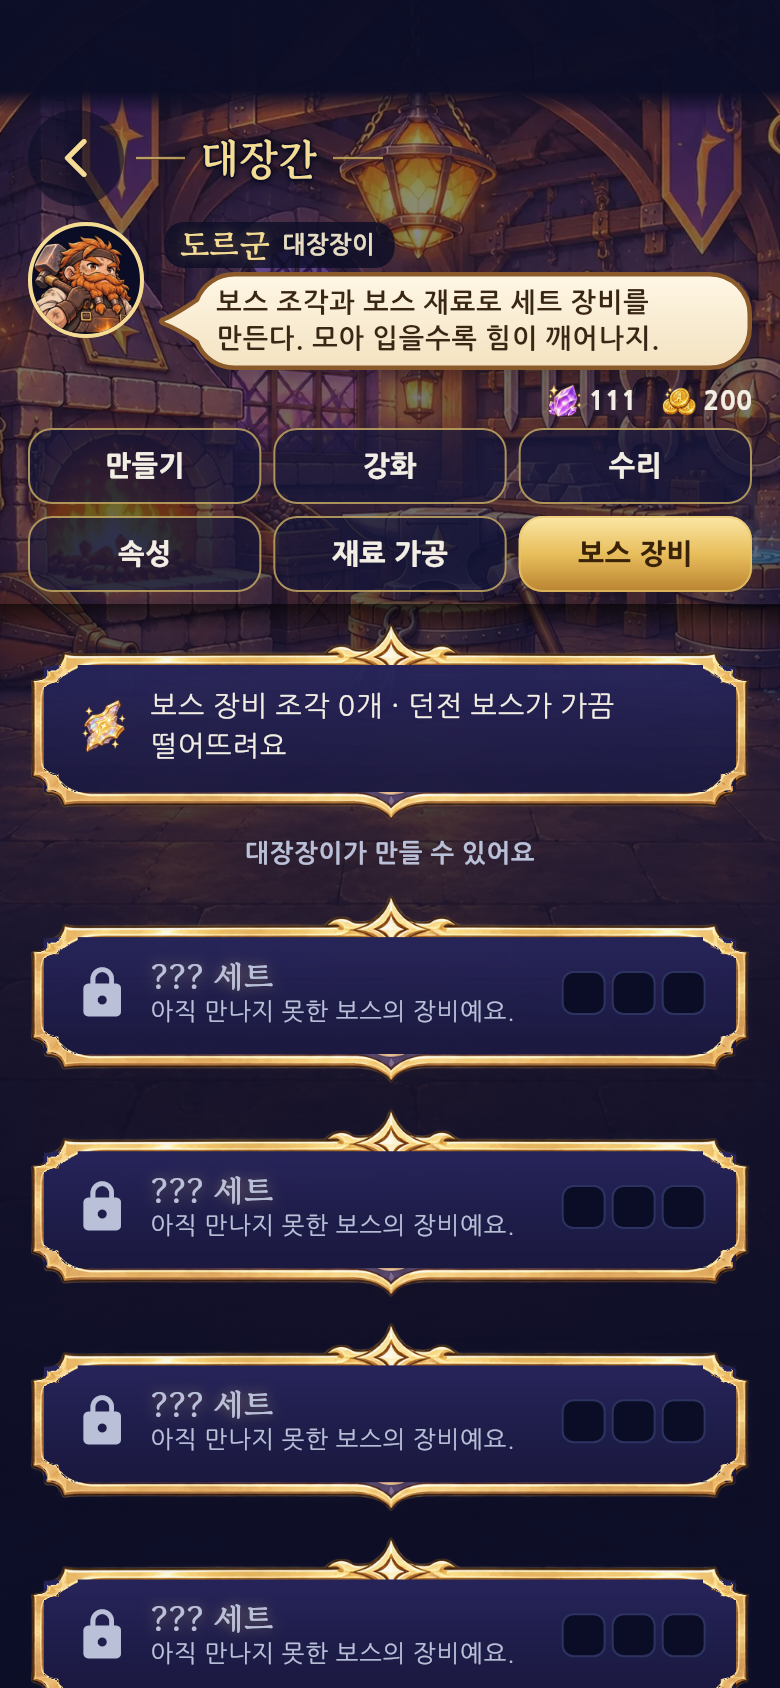 대장간
도르군 대장장이
보스 조각과 보스 재료로 세트 장비를
만든다. 모아 입을수록 힘이 깨어나지.
111 200
만들기 강화 수리
속성 재료 가공 보스 장비
보스 장비 조각 0개 · 던전 보스가 가끔
떨어뜨려요
대장장이가 만들 수 있어요
??? 세트
아직 만나지 못한 보스의 장비예요.
??? 세트
아직 만나지 못한 보스의 장비예요.
??? 세트
아직 만나지 못한 보스의 장비예요.
??? 세트
아직 만나지 못한 보스의 장비예요.